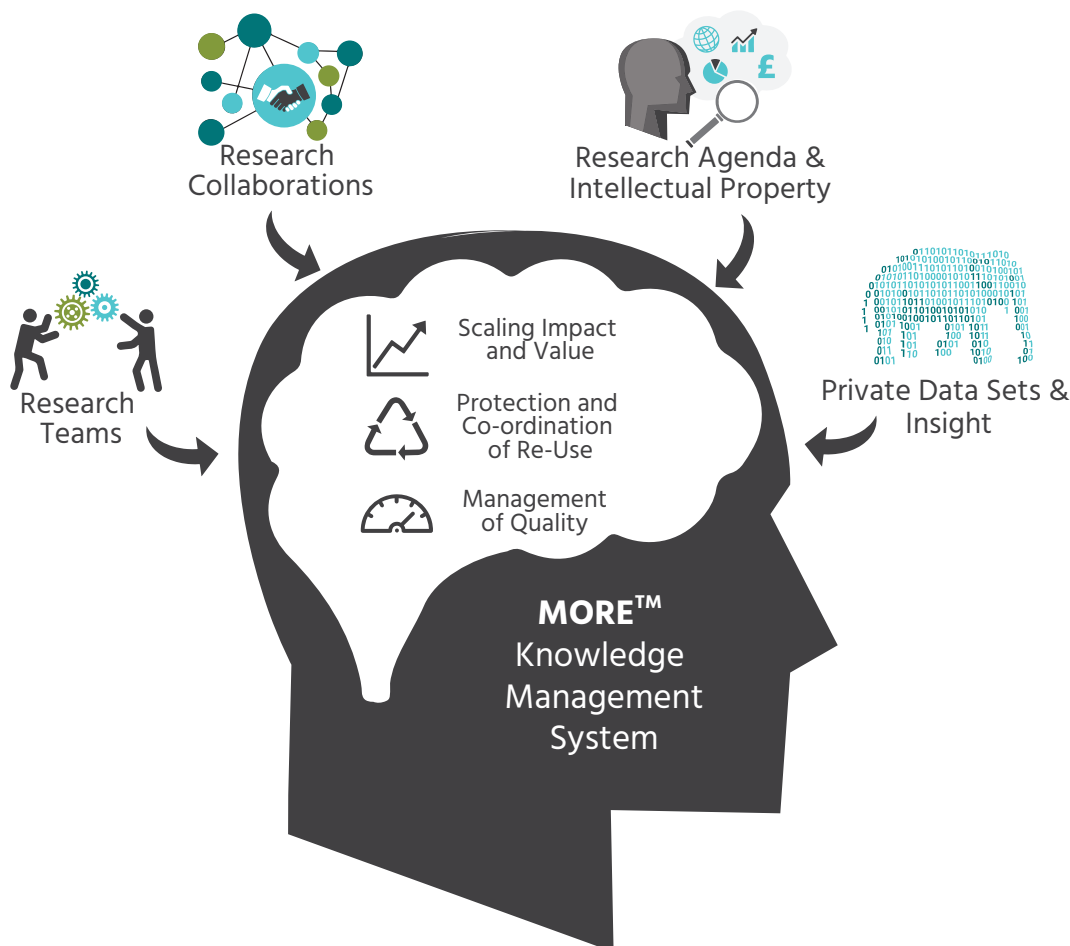 Research
Collaborations
Research Agenda &
Intellectual Property
£
Research
Teams
Private Data Sets &
Insight
Scaling Impact
and Value
Protection and
Co-ordination
of Re-Use
Management
of Quality
MORE™
Knowledge
Management
System